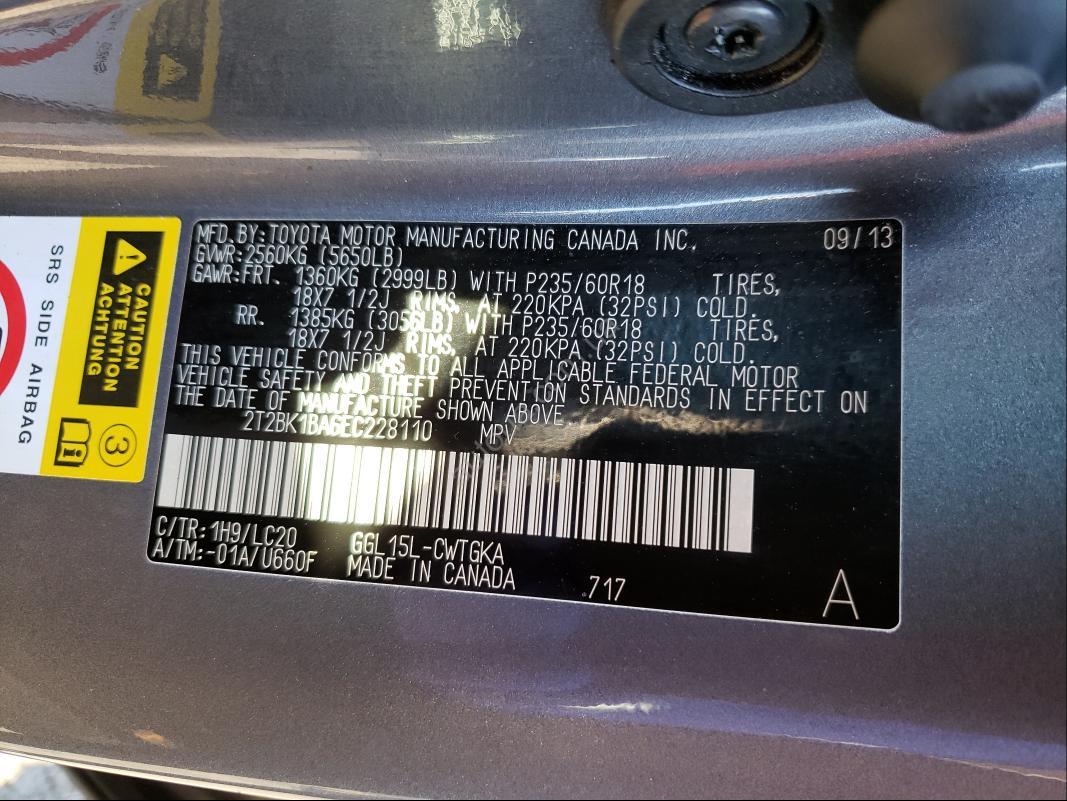 MFD.BY:TOYOTA MOTOR MANUFACTURING CANADA INC. 09/13
GVWR:2560KG (5650LB)
GAWR:FRT. 1360KG (2999LB) WITH P235/60R18 TIRES,
18X7 1/2J RIMS, AT 220KPA (32PSI) COLD.
RR. 1385KG (3056LB) WITH P235/60R18 TIRES,
18X7 1/2J RIMS, AT 220KPA (32PSI) COLD.
THIS VEHICLE CONFORMS TO ALL APPLICABLE FEDERAL MOTOR
VEHICLE SAFETY AND THEFT PREVENTION STANDARDS IN EFFECT ON
THE DATE OF MANUFACTURE SHOWN ABOVE.
2T2BK1BA6EC228110 MPV
C/TR:1H9/LC20 GGL15L-CWTGKA
A/TM:-01A/U660F MADE IN CANADA .717
A
CAUTION
ATTENTION
ACHTUNG
3
SRS SIDE AIRBAG